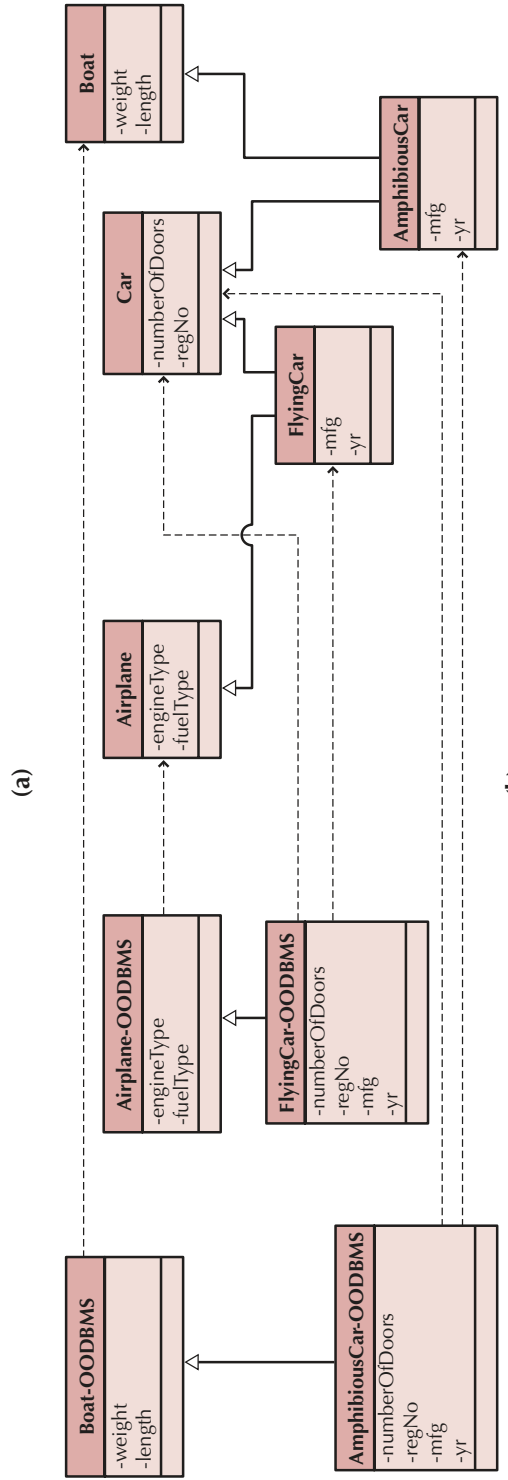 (a)
Boat-OODBMS
-weight
-length
Airplane-OODBMS
-engineType
-fuelType
Airplane
-engineType
-fuelType
Car
-numberOfDoors
-regNo
Boat
-weight
-length
AmphibiousCar-OODBMS
-numberOfDoors
-regNo
-mfg
-yr
FlyingCar-OODBMS
-numberOfDoors
-regNo
-mfg
-yr
FlyingCar
-mfg
-yr
AmphibiousCar
-mfg
-yr